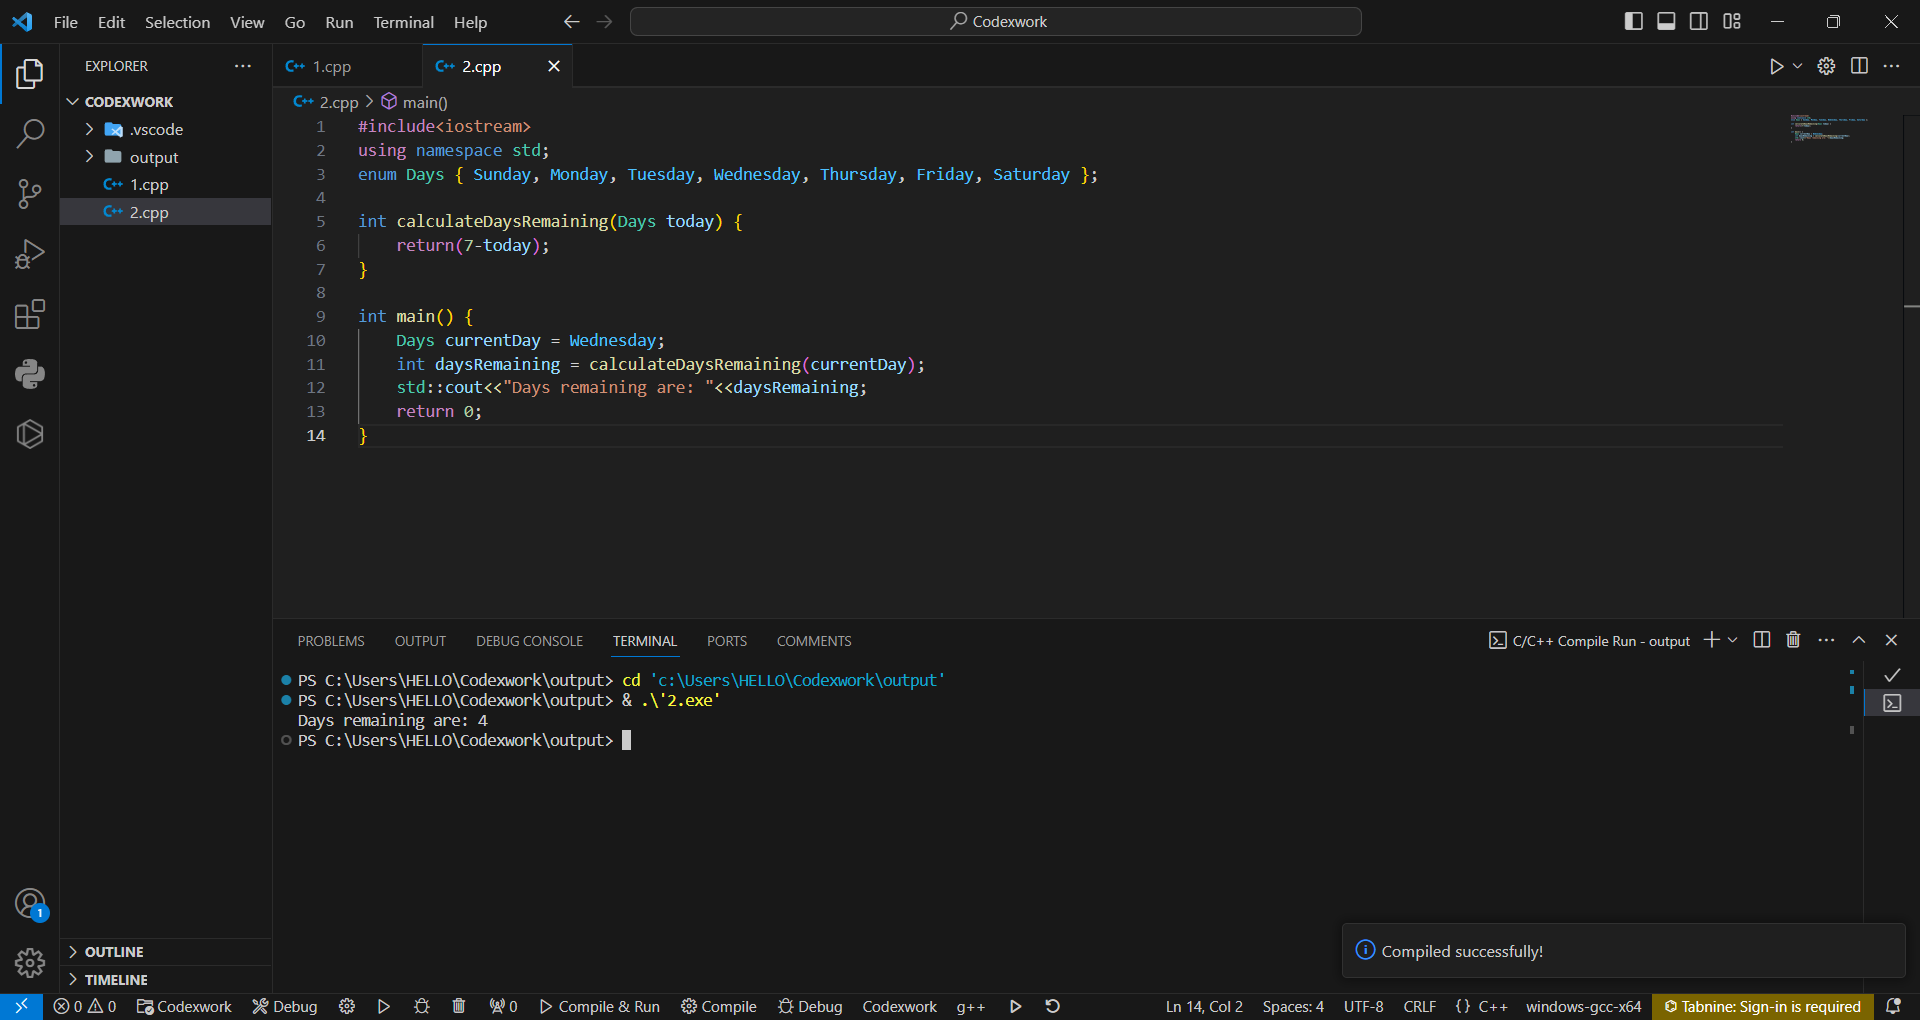 File Edit Selection View Go Run Terminal Help
Codexwork
EXPLORER
CODEXWORK
.vscode
output
1.cpp
2.cpp
OUTLINE
TIMELINE
1
1.cpp
2.cpp
2.cpp > main()
1 #include<iostream>
2 using namespace std;
3 enum Days { Sunday, Monday, Tuesday, Wednesday, Thursday, Friday, Saturday };
4
5 int calculateDaysRemaining(Days today) {
6 return(7-today);
7 }
8
9 int main() {
10 Days currentDay = Wednesday;
11 int daysRemaining = calculateDaysRemaining(currentDay);
12 std::cout<<"Days remaining are: "<<daysRemaining;
13 return 0;
14 }
PROBLEMS OUTPUT DEBUG CONSOLE TERMINAL PORTS COMMENTS
C/C++ Compile Run - output
PS C:\Users\HELLO\Codexwork\output> cd 'c:\Users\HELLO\Codexwork\output'
PS C:\Users\HELLO\Codexwork\output> & .\'2.exe'
Days remaining are: 4
PS C:\Users\HELLO\Codexwork\output>
Compiled successfully!
0 0 Codexwork Debug 0 Compile & Run Compile Debug Codexwork g++ Ln 14, Col 2 Spaces: 4 UTF-8 CRLF {} C++ windows-gcc-x64 Tabnine: Sign-in is required